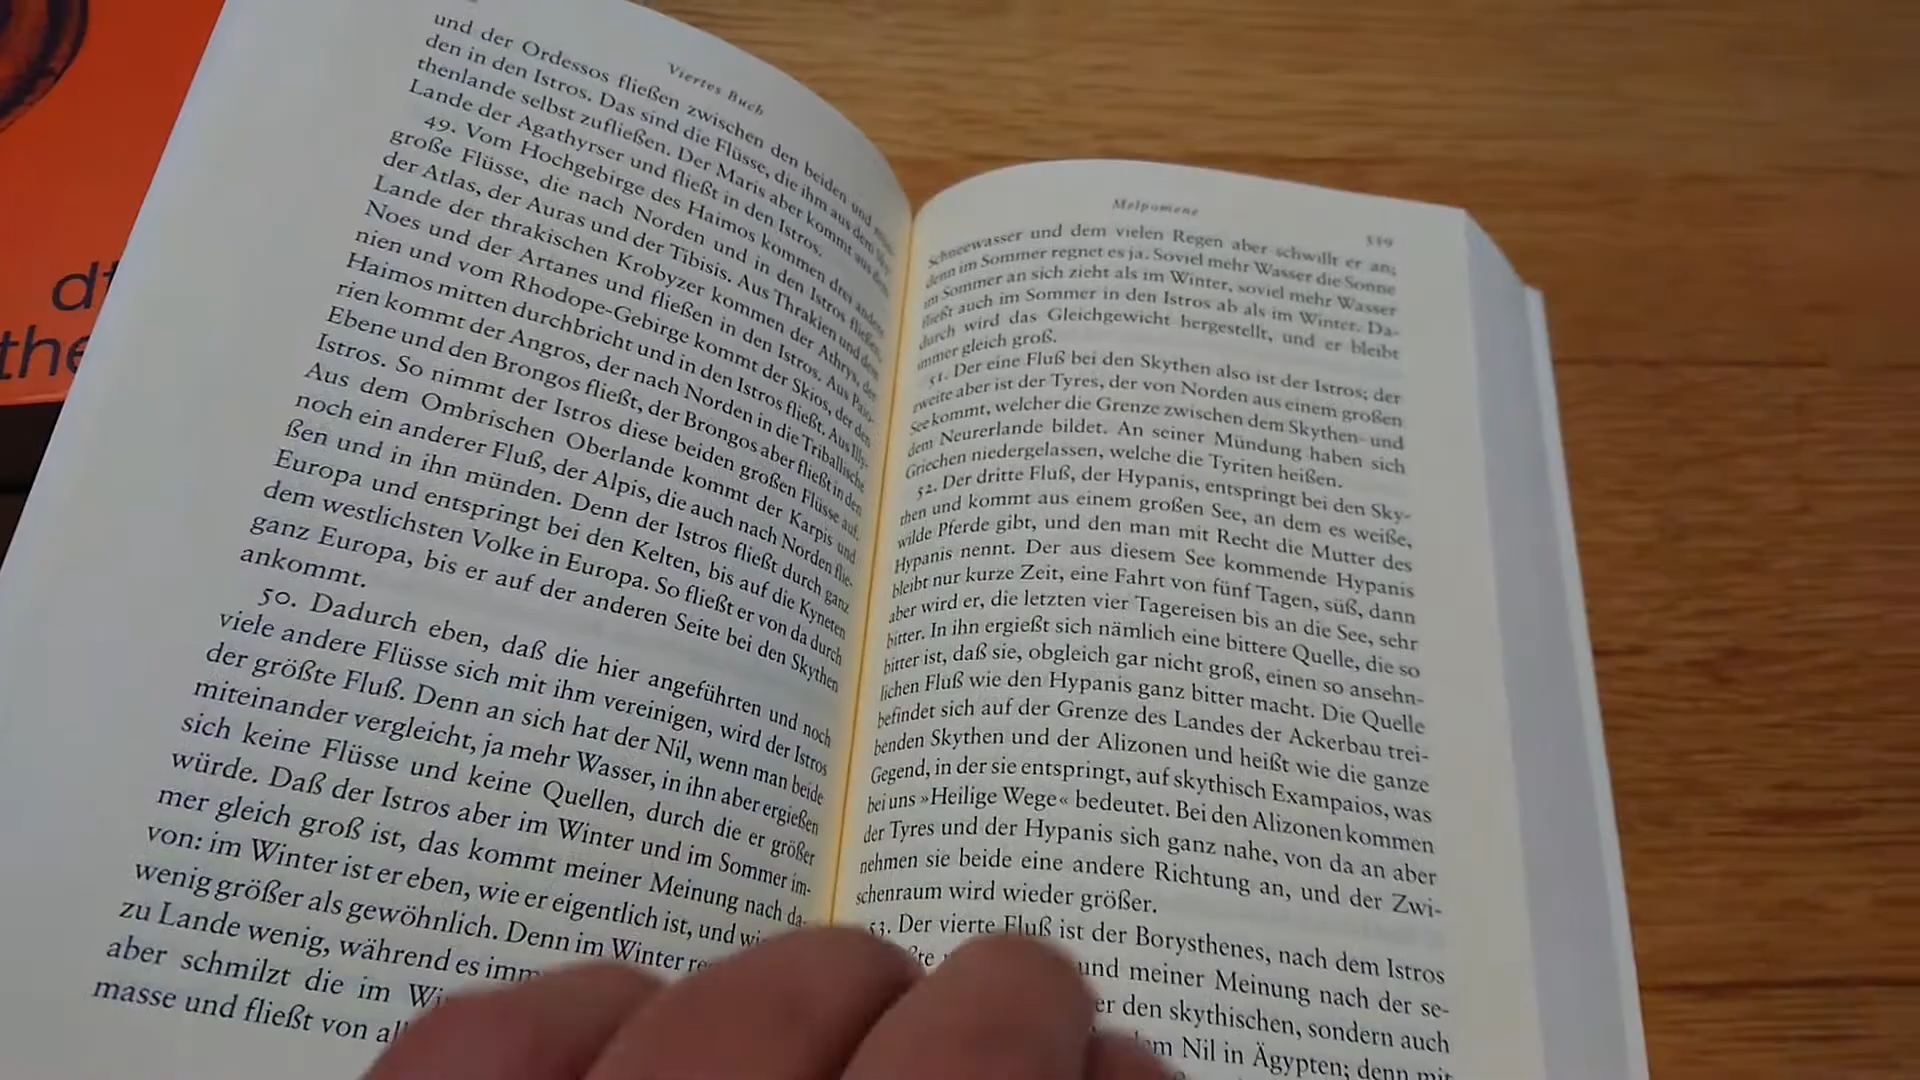 df
the
Viertes Buch
und der Ordessos fließen zwischen den beiden und
den in den Istros. Das sind die Flüsse, die ihm aus dem Sky-
thenlande selbst zufließen. Der Maris aber kommt aus dem
Lande der Agathyrser und fließt in den Istros.
49. Vom Hochgebirge des Haimos kommen drei andere
große Flüsse, die nach Norden und in den Istros fließen,
der Atlas, der Auras und der Tibisis. Aus Thrakien und dem
Lande der thrakischen Krobyzer kommen der Athrys, der
Noes und der Artanes und fließen in den Istros. Aus Paio-
nien und vom Rhodope-Gebirge kommt der Skios, der den
Haimos mitten durchbricht und in den Istros fließt. Aus Illy-
rien kommt der Angros, der nach Norden in die Triballische
Ebene und den Brongos fließt, der Brongos aber fließt in den
Istros. So nimmt der Istros diese beiden großen Flüsse auf.
Aus dem Ombrischen Oberlande kommt der Karpis und
noch ein anderer Fluß, der Alpis, die auch nach Norden flie-
ßen und in ihn münden. Denn der Istros fließt durch ganz
Europa und entspringt bei den Kelten, bis auf die Kyneten
dem westlichsten Volke in Europa. So fließt er von da durch
ganz Europa, bis er auf der anderen Seite bei den Skythen
ankommt.
50. Dadurch eben, daß die hier angeführten und noch
viele andere Flüsse sich mit ihm vereinigen, wird der Istros
der größte Fluß. Denn an sich hat der Nil, wenn man beide
miteinander vergleicht, ja mehr Wasser, in ihn aber ergießen
sich keine Flüsse und keine Quellen, durch die er größer
würde. Daß der Istros aber im Winter und im Sommer im-
mer gleich groß ist, das kommt meiner Meinung nach da-
von: im Winter ist er eben, wie er eigentlich ist, und
wenig größer als gewöhnlich. Denn im Winter
zu Lande wenig, während es
aber schmilzt die im
masse und fließt von
Melpomene
Schneewasser und dem vielen Regen aber schwillt er an;
denn im Sommer regnet es ja. Soviel mehr Wasser die Sonne
im Sommer an sich zieht als im Winter, soviel mehr Wasser
fließt auch im Sommer in den Istros ab als im Winter. Da-
durch wird das Gleichgewicht hergestellt, und er bleibt
immer gleich groß.
51. Der eine Fluß bei den Skythen also ist der Istros; der
zweite aber ist der Tyres, der von Norden aus einem großen
See kommt, welcher die Grenze zwischen dem Skythen- und
dem Neurerlande bildet. An seiner Mündung haben sich
Griechen niedergelassen, welche die Tyriten heißen.
52. Der dritte Fluß, der Hypanis, entspringt bei den Sky-
then und kommt aus einem großen See, an dem es weiße,
wilde Pferde gibt, und den man mit Recht die Mutter des
Hypanis nennt. Der aus diesem See kommende Hypanis
bleibt nur kurze Zeit, eine Fahrt von fünf Tagen, süß, dann
aber wird er, die letzten vier Tagereisen bis an die See, sehr
bitter. In ihn ergießt sich nämlich eine bittere Quelle, die so
bitter ist, daß sie, obgleich gar nicht groß, einen so ansehn-
lichen Fluß wie den Hypanis ganz bitter macht. Die Quelle
befindet sich auf der Grenze des Landes der Ackerbau trei-
benden Skythen und der Alizonen und heißt wie die ganze
Gegend, in der sie entspringt, auf skythisch Exampaios, was
bei uns »Heilige Wege« bedeutet. Bei den Alizonen kommen
der Tyres und der Hypanis sich ganz nahe, von da an aber
nehmen sie beide eine andere Richtung an, und der Zwi-
schenraum wird wieder größer.
53. Der vierte Fluß ist der Borysthenes, nach dem Istros
und meiner Meinung nach der se-
den skythischen, sondern auch
Nil in Ägypten; denn mit